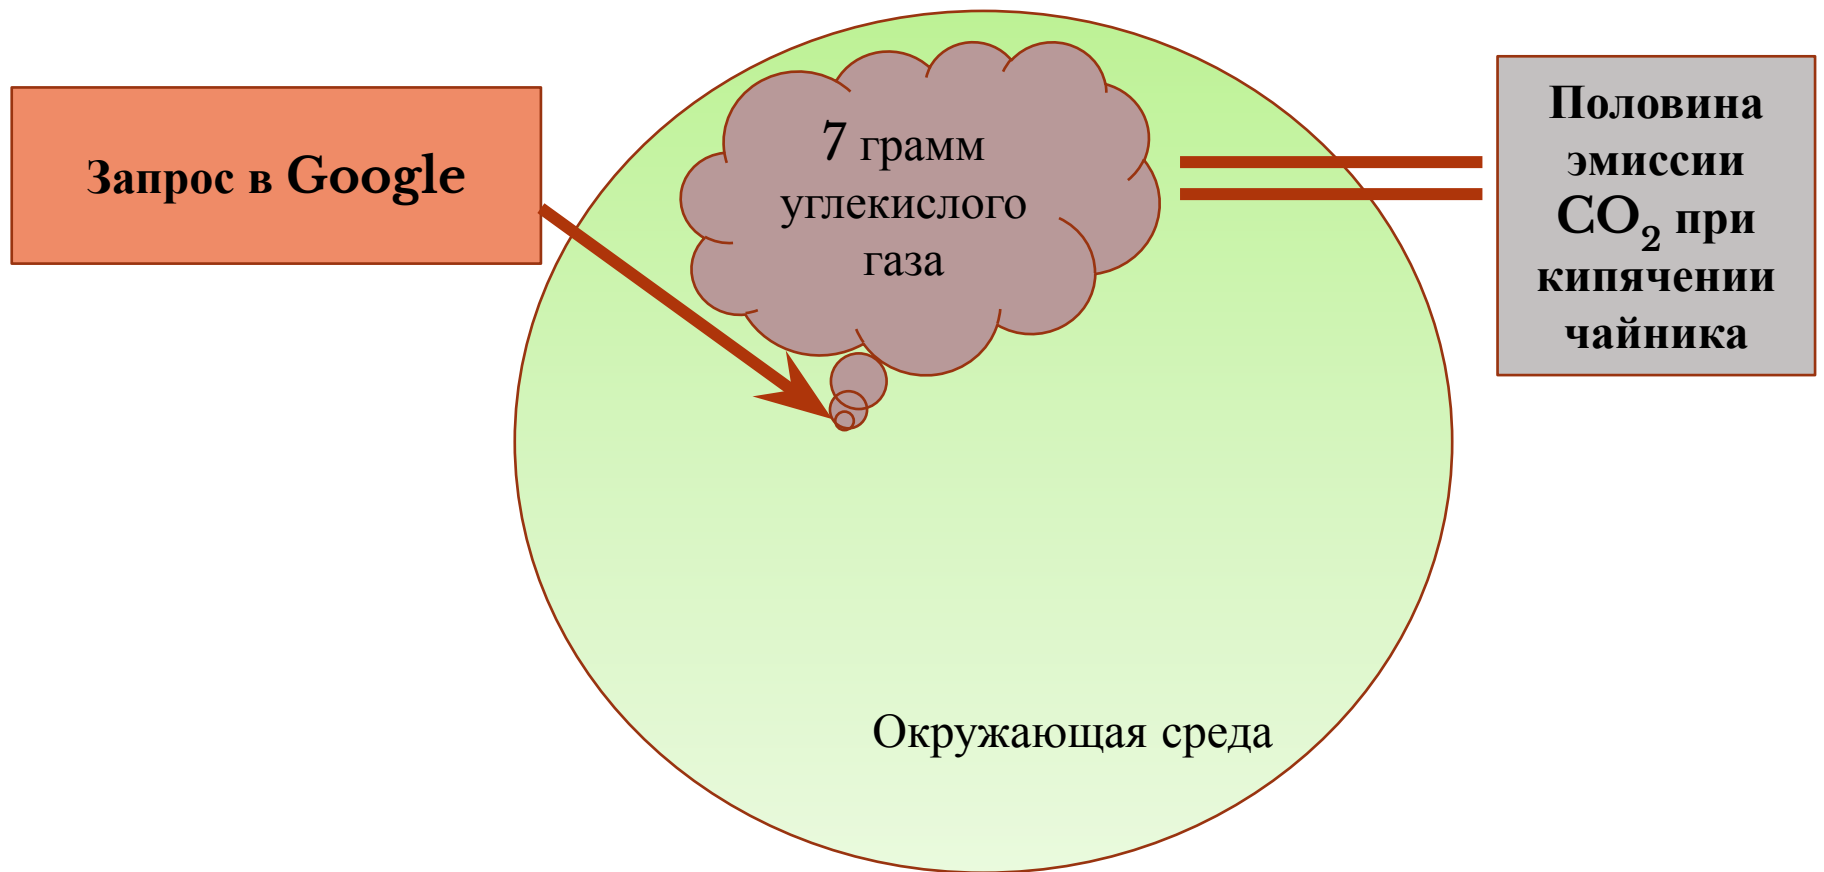 Запрос в Google
7 грамм
углекислого
газа
Половина
эмиссии
CO₂ при
кипячении
чайника
Окружающая среда